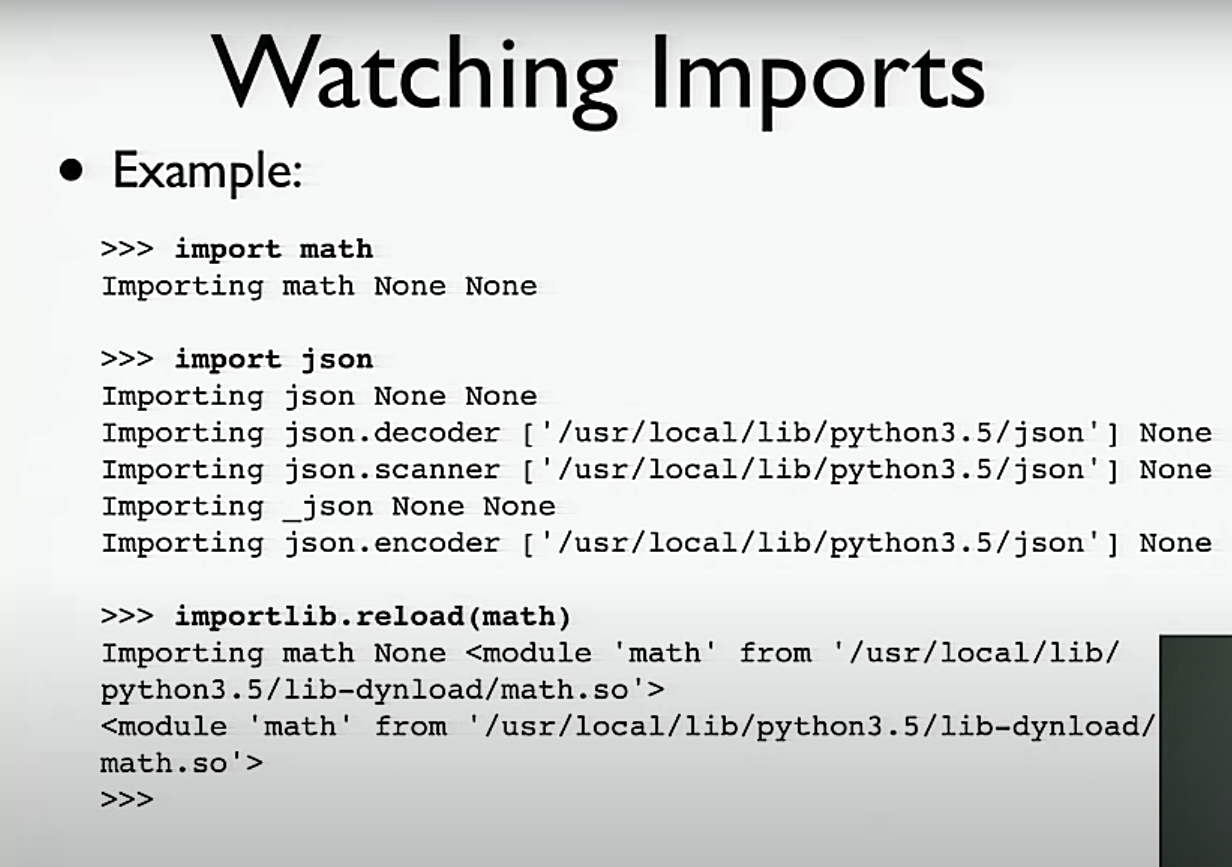 Watching Imports
• Example:
>>> import math
Importing math None None
>>> import json
Importing json None None
Importing json.decoder ['/usr/local/lib/python3.5/json'] None
Importing json.scanner ['/usr/local/lib/python3.5/json'] None
Importing _json None None
Importing json.encoder ['/usr/local/lib/python3.5/json'] None
>>> importlib.reload(math)
Importing math None <module 'math' from '/usr/local/lib/
python3.5/lib-dynload/math.so'>
<module 'math' from '/usr/local/lib/python3.5/lib-dynload/
math.so'>
>>>